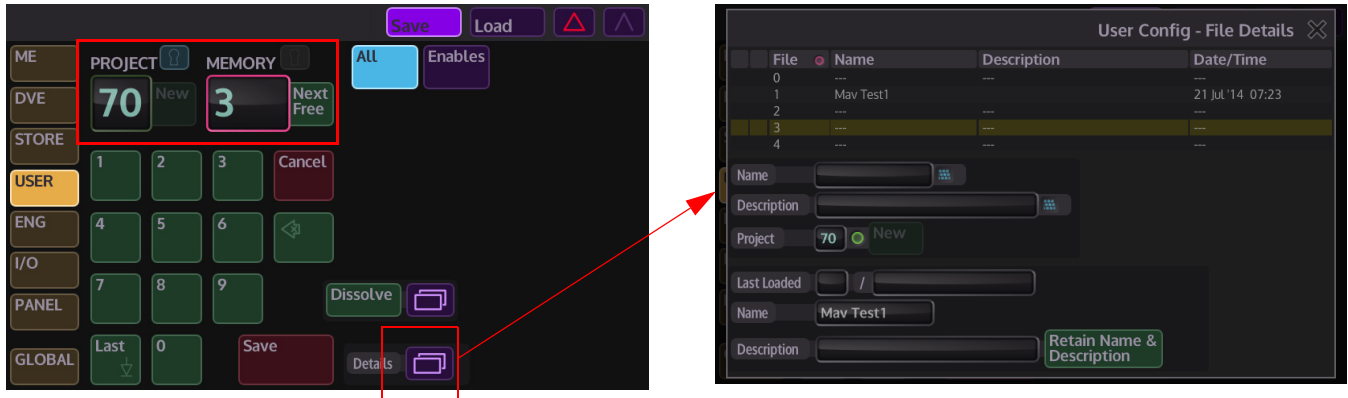 Save Load
ME
DVE
STORE
USER
ENG
I/O
PANEL
GLOBAL
PROJECT MEMORY
70 New 3 Next Free
All Enables
1 2 3 Cancel
4 5 6
7 8 9
Dissolve
Last 0 Save
Details
User Config - File Details
File Name Description Date/Time
0 --- --- ---
1 Mav Test1 21 Jul '14 07:23
2 --- --- ---
3 --- --- ---
4 --- --- ---
Name
Description
Project 70 New
Last Loaded /
Name Mav Test1
Description
Retain Name &
Description